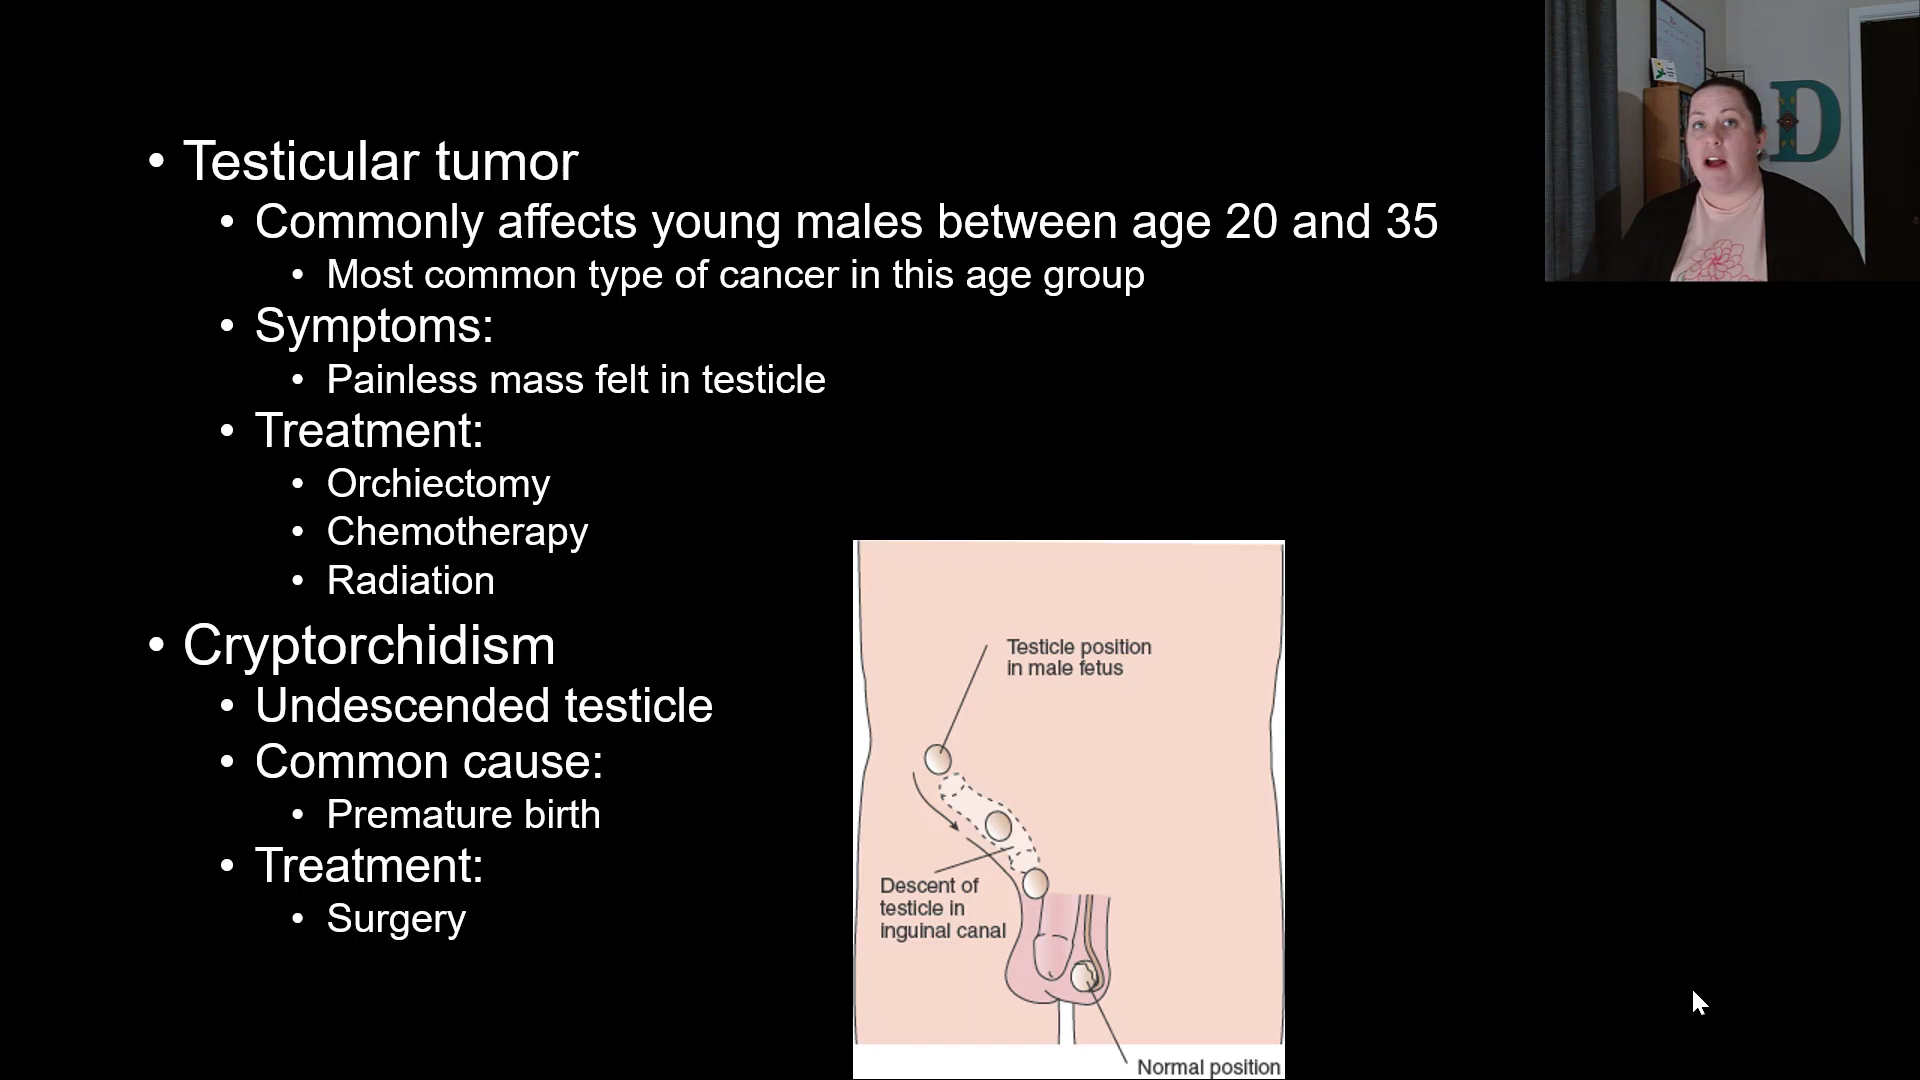 • Testicular tumor
• Commonly affects young males between age 20 and 35
• Most common type of cancer in this age group
• Symptoms:
• Painless mass felt in testicle
• Treatment:
• Orchiectomy
• Chemotherapy
• Radiation
• Cryptorchidism
• Undescended testicle
• Common cause:
• Premature birth
• Treatment:
• Surgery
Testicle position
in male fetus
Descent of
testicle in
inguinal canal
Normal position
D